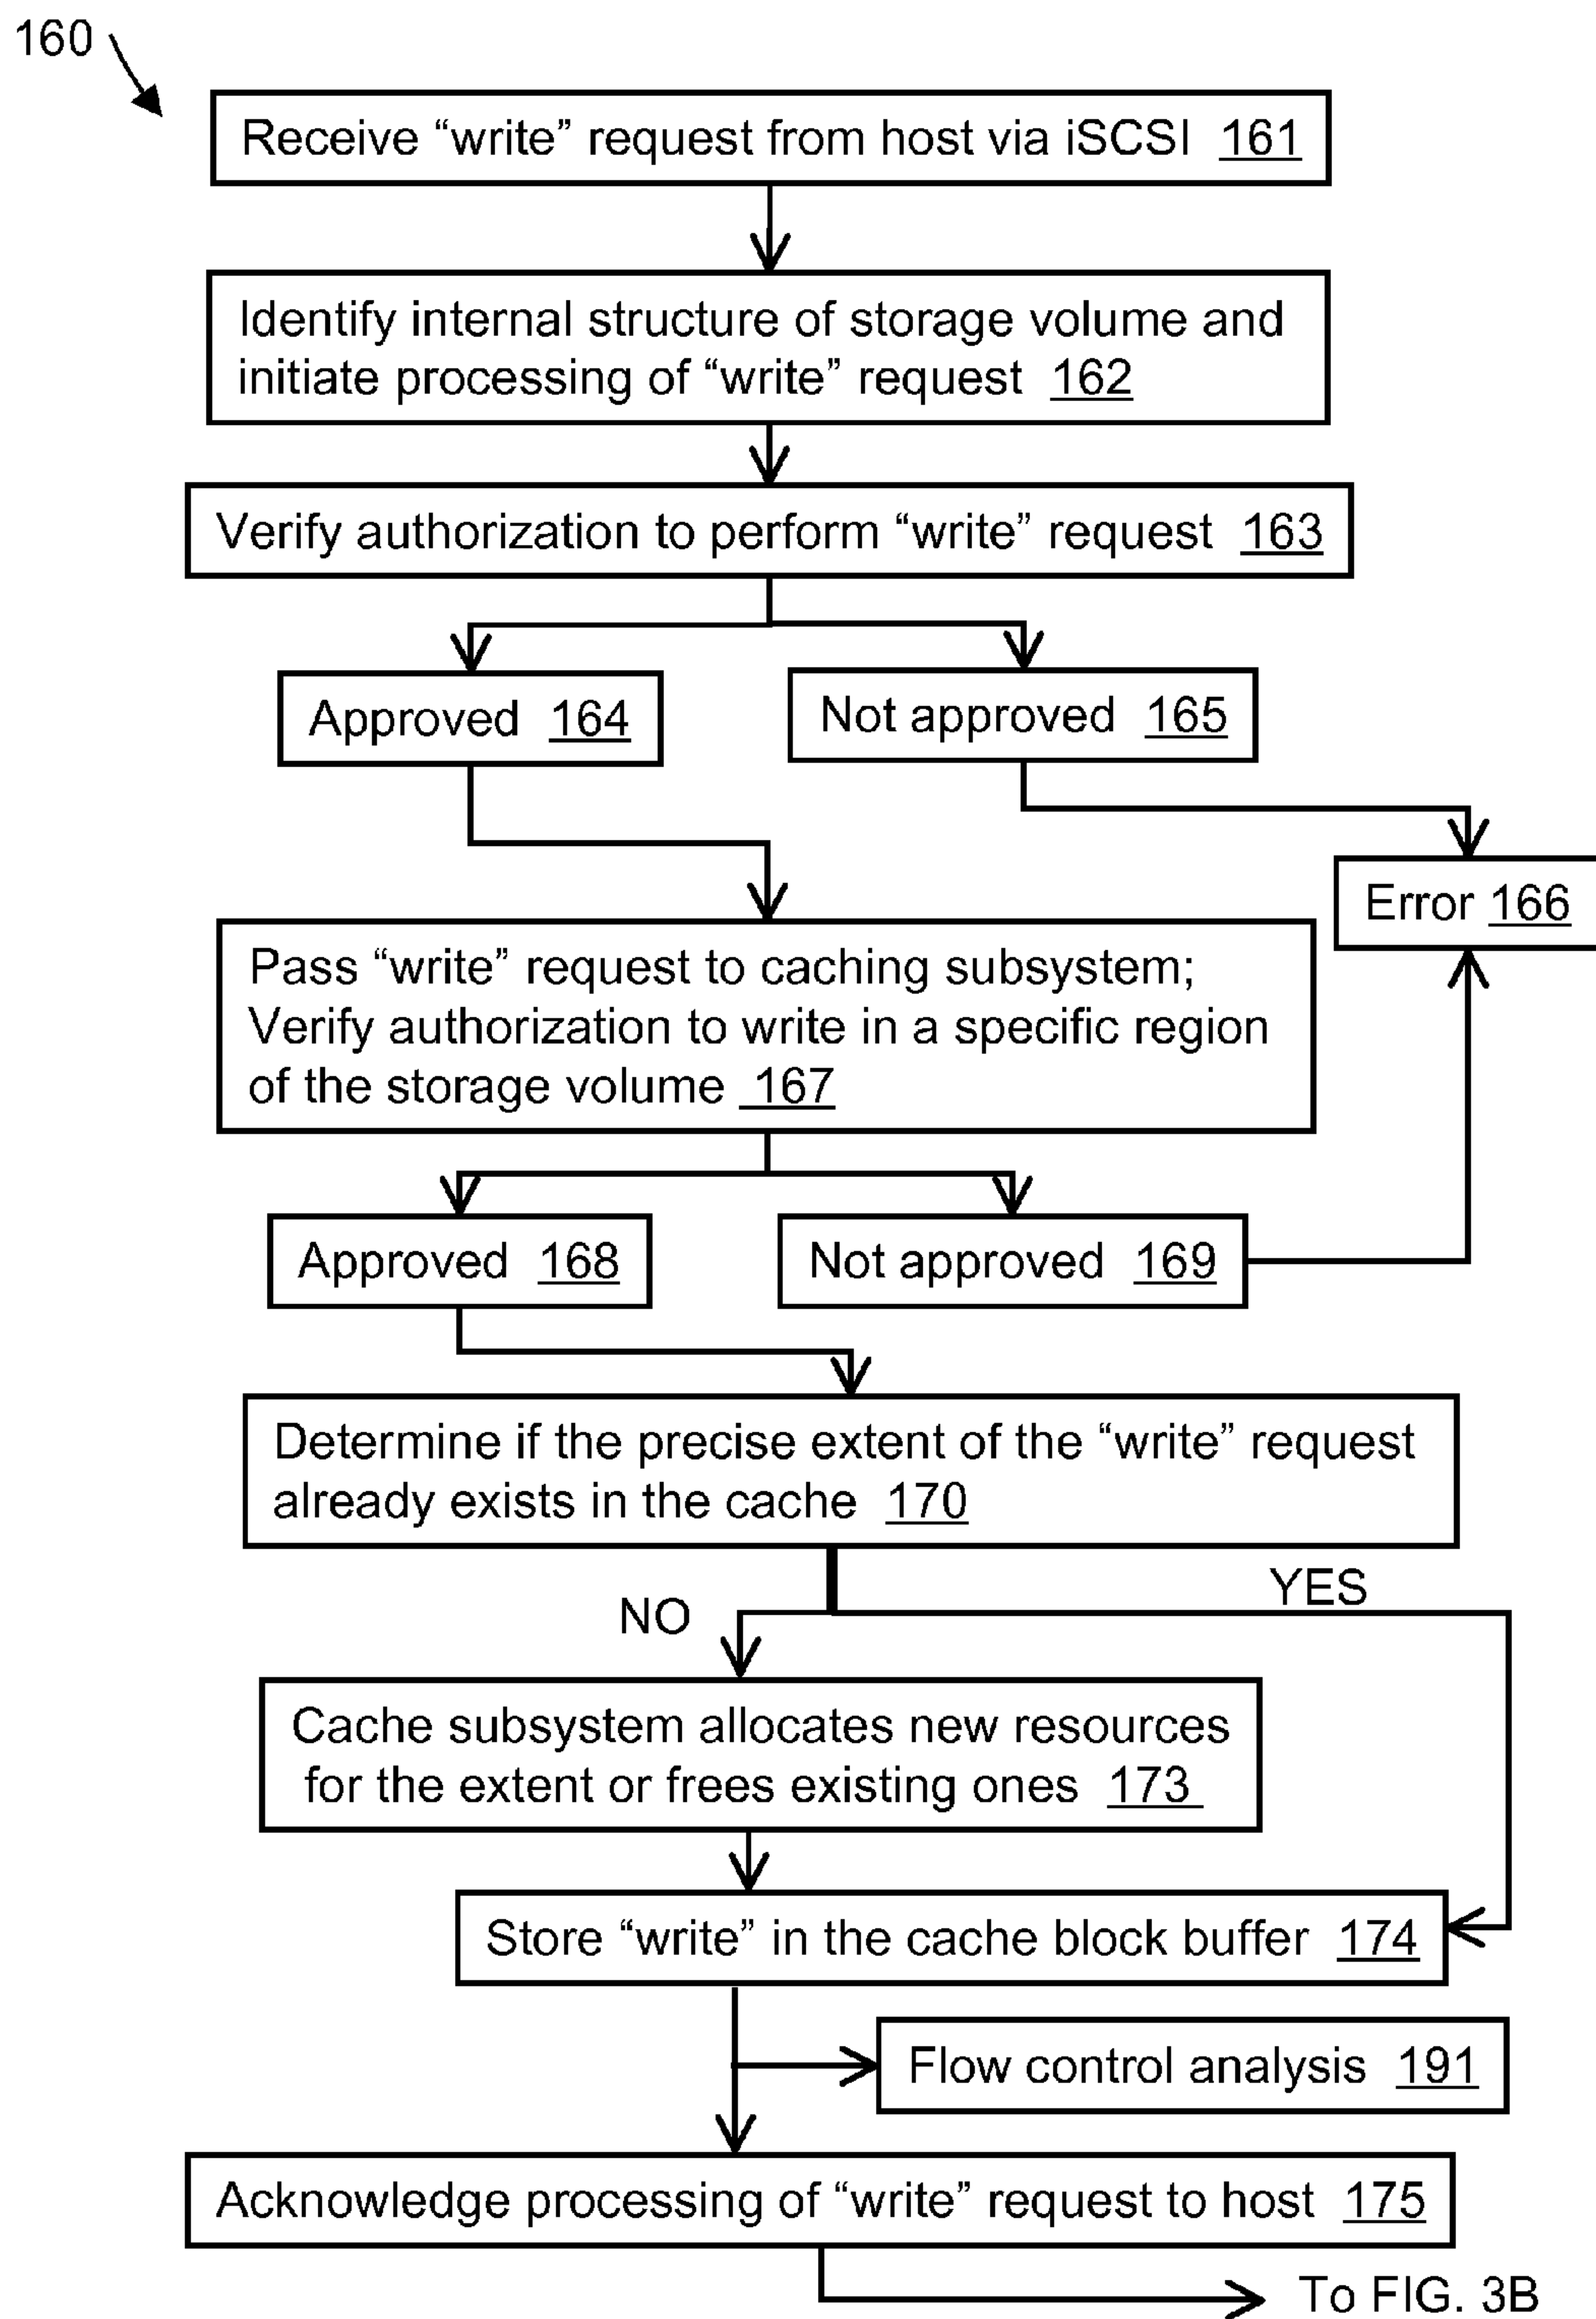 160
Receive “write” request from host via iSCSI 161
Identify internal structure of storage volume and
initiate processing of “write” request 162
Verify authorization to perform “write” request 163
Approved 164
Not approved 165
Error 166
Pass “write” request to caching subsystem;
Verify authorization to write in a specific region
of the storage volume 167
Approved 168
Not approved 169
Determine if the precise extent of the “write” request
already exists in the cache 170
YES
NO
Cache subsystem allocates new resources
for the extent or frees existing ones 173
Store “write” in the cache block buffer 174
Flow control analysis 191
Acknowledge processing of “write” request to host 175
To FIG. 3B